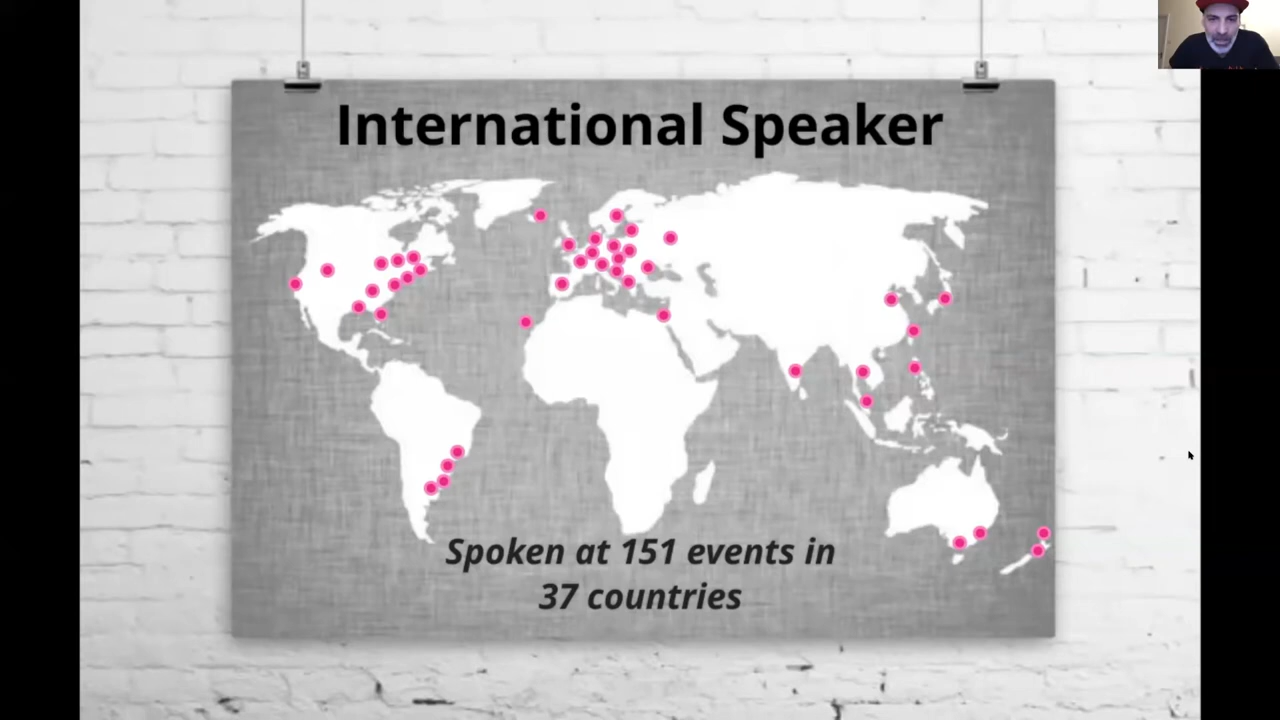 International Speaker
Spoken at 151 events in
37 countries